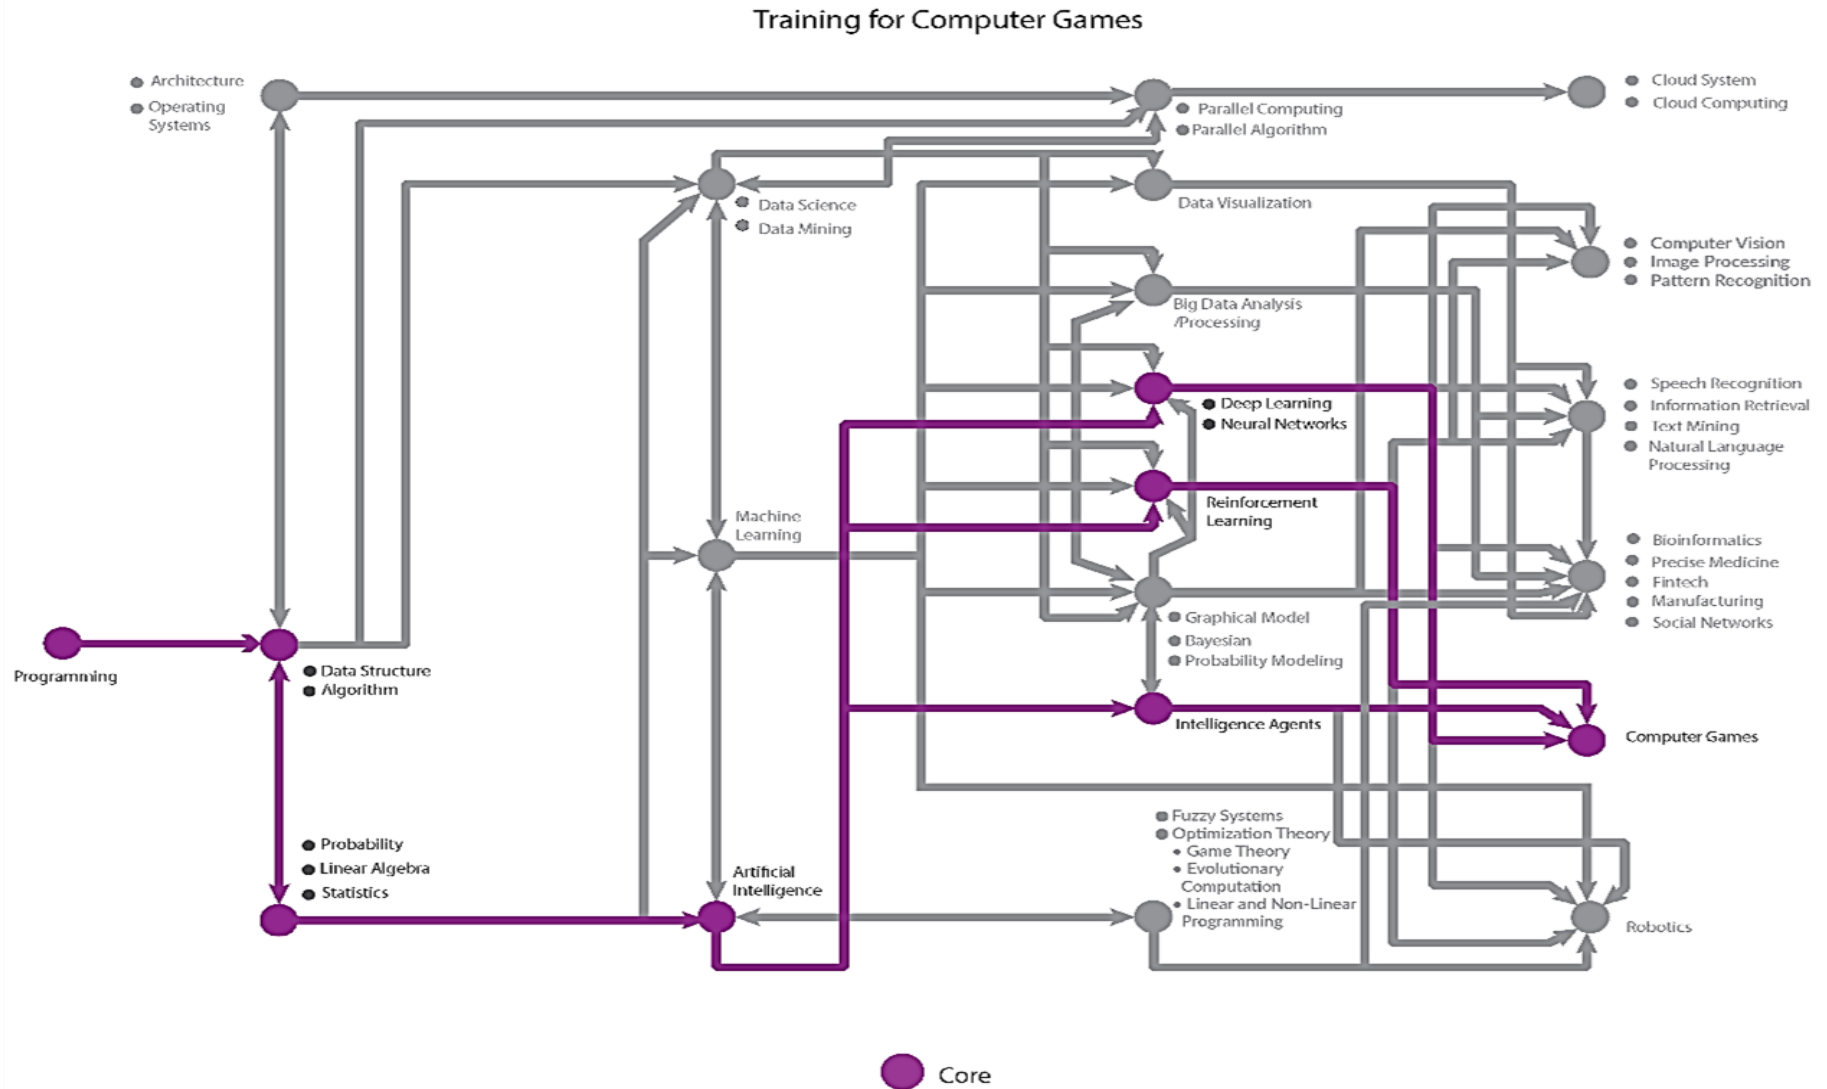 Training for Computer Games
Architecture
Operating
Systems
Parallel Computing
Parallel Algorithm
Cloud System
Cloud Computing
Data Science
Data Mining
Data Visualization
Computer Vision
Image Processing
Pattern Recognition
Big Data Analysis
/Processing
Deep Learning
Neural Networks
Speech Recognition
Information Retrieval
Text Mining
Natural Language
Processing
Machine
Learning
Reinforcement
Learning
Bioinformatics
Precise Medicine
Fintech
Manufacturing
Social Networks
Graphical Model
Bayesian
Probability Modeling
Programming
Data Structure
Algorithm
Intelligence Agents
Computer Games
Probability
Linear Algebra
Statistics
Artificial
Intelligence
Fuzzy Systems
Optimization Theory
Game Theory
Evolutionary
Computation
Linear and Non-Linear
Programming
Robotics
Core